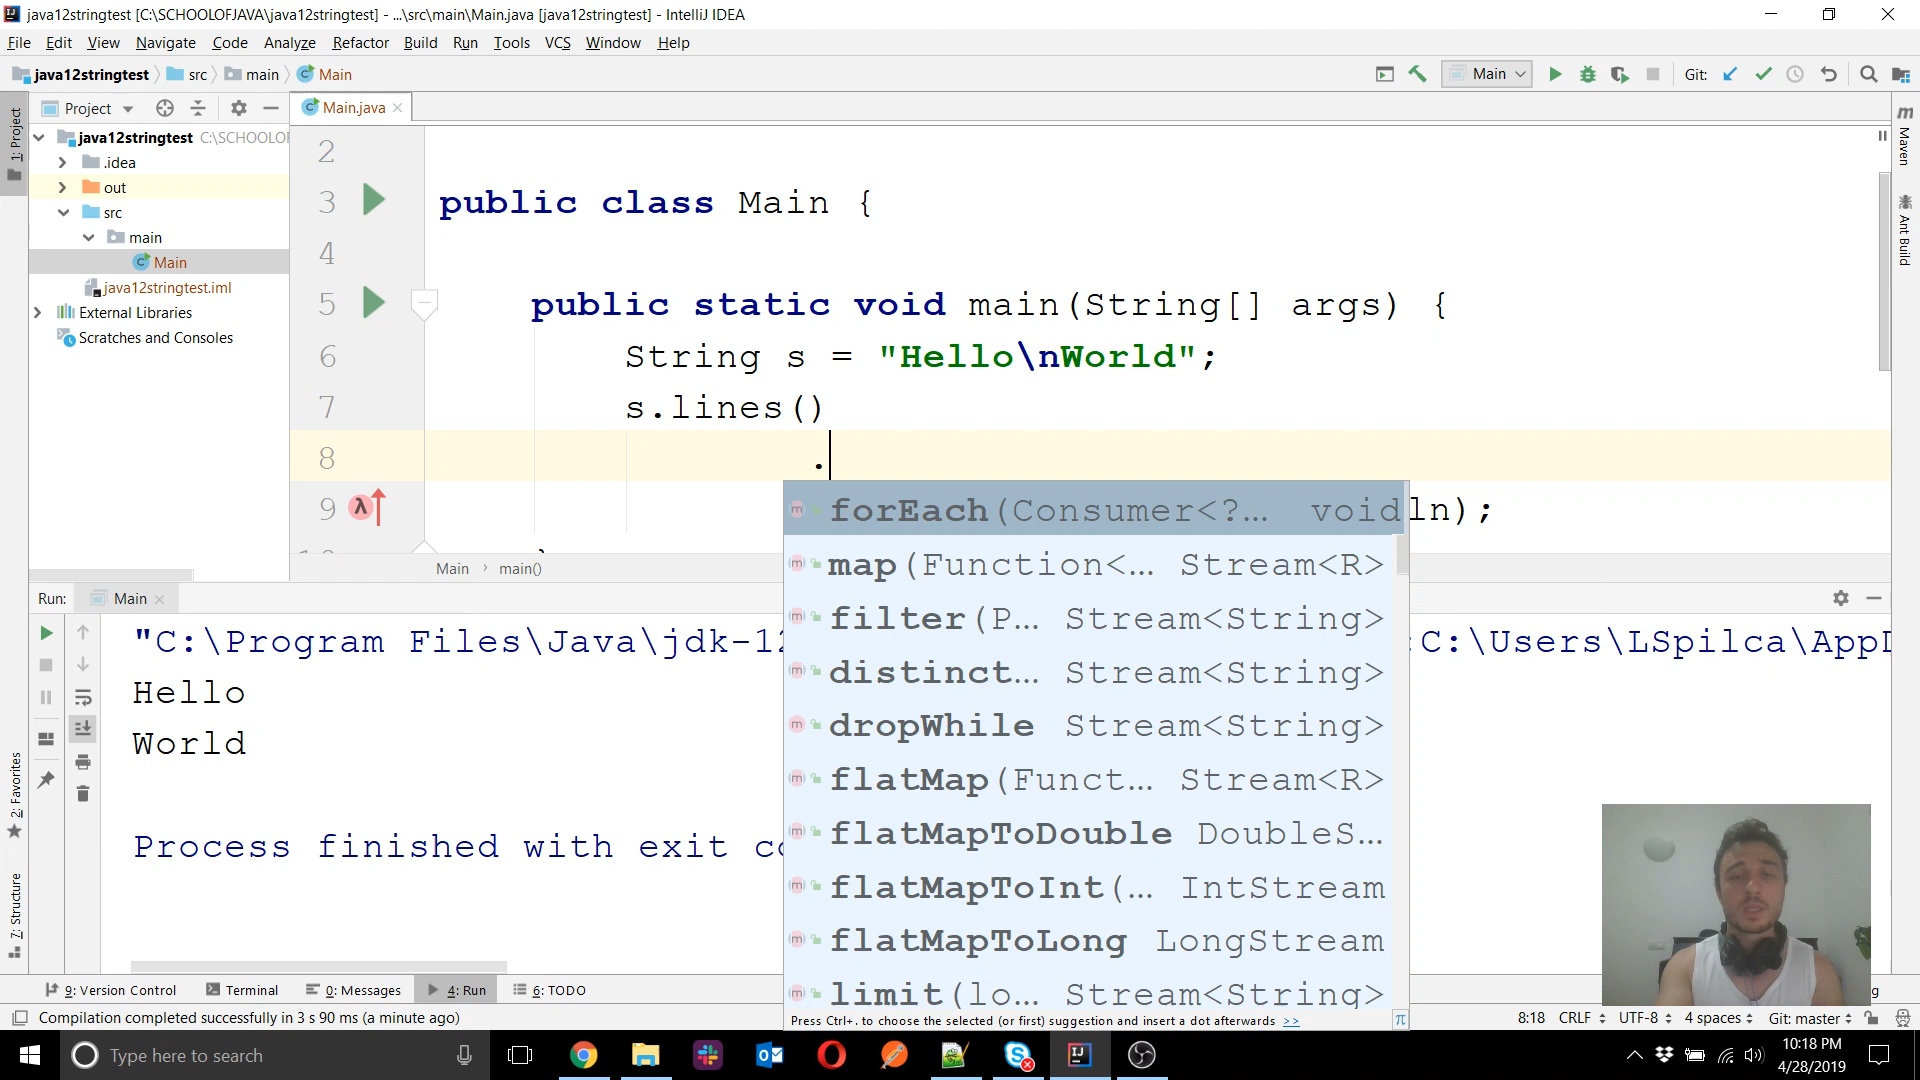 java12stringtest [C:\SCHOOLOFJAVA\java12stringtest] - ...\src\main\Main.java [java12stringtest] - IntelliJ IDEA
File Edit View Navigate Code Analyze Refactor Build Run Tools VCS Window Help
java12stringtest src main Main
Main
Git:
Project
Main.java
1: Project
java12stringtest C:\SCHOOLOF
.idea
out
src
main
Main
java12stringtest.iml
External Libraries
Scratches and Consoles
2
3 public class Main {
4
5 public static void main(String[] args) {
6 String s = "Hello\nWorld";
7 s.lines()
8 .
9 ln);
Main main()
forEach(Consumer<?... void
map(Function<... Stream<R>
filter(P... Stream<String>
distinct... Stream<String>
dropWhile Stream<String>
flatMap(Funct... Stream<R>
flatMapToDouble DoubleS...
flatMapToInt(... IntStream
flatMapToLong LongStream
limit(lo... Stream<String>
Press Ctrl+. to choose the selected (or first) suggestion and insert a dot afterwards >>
π
m Maven
Ant Build
Run: Main
"C:\Program Files\Java\jdk-12
:C:\Users\LSpilca\AppD
Hello
World
Process finished with exit co
2: Favorites
7: Structure
9: Version Control Terminal 0: Messages 4: Run 6: TODO
Compilation completed successfully in 3 s 90 ms (a minute ago)
8:18 CRLF UTF-8 4 spaces Git: master
Type here to search
10:18 PM
4/28/2019